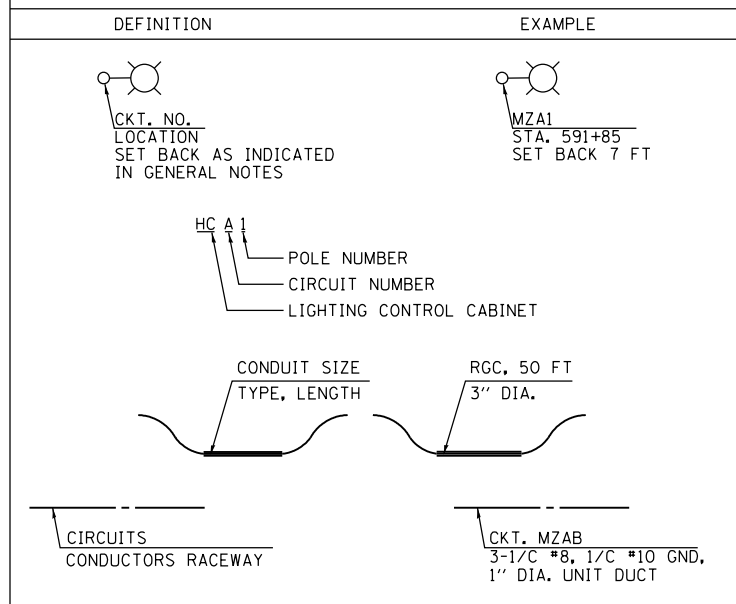 DEFINITION
EXAMPLE
CKT. NO.
LOCATION
SET BACK AS INDICATED
IN GENERAL NOTES
MZA1
STA. 591+85
SET BACK 7 FT
HC A 1
POLE NUMBER
CIRCUIT NUMBER
LIGHTING CONTROL CABINET
CONDUIT SIZE
TYPE, LENGTH
RGC, 50 FT
3" DIA.
CIRCUITS
CONDUCTORS RACEWAY
CKT. MZAB
3-1/C #8, 1/C #10 GND,
1" DIA. UNIT DUCT